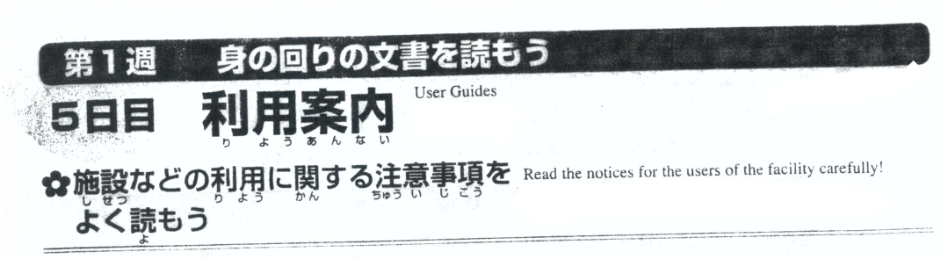 第1週 身の回りの文書を読もう
5日目 利用案内 User Guides
り よう あん ない
✿施設などの利用に関する注意事項を Read the notices for the users of the facility carefully!
し せつ り よう かん ちゅう い じ こう
よく読もう
よ